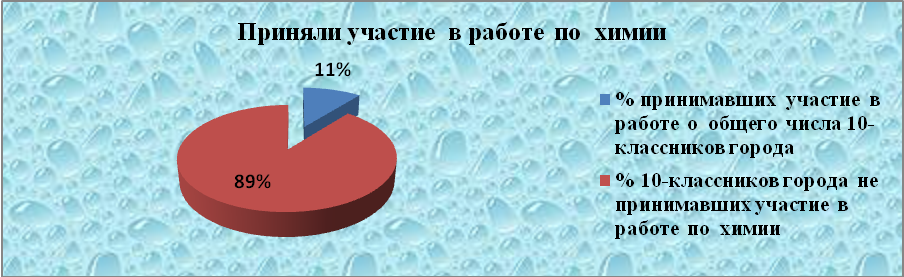 Приняли участие в работе по химии
11%
89%
% принимавших участие в
работе о общего числа 10-
классников города
% 10-классников города не
принимавших участие в
работе по химии